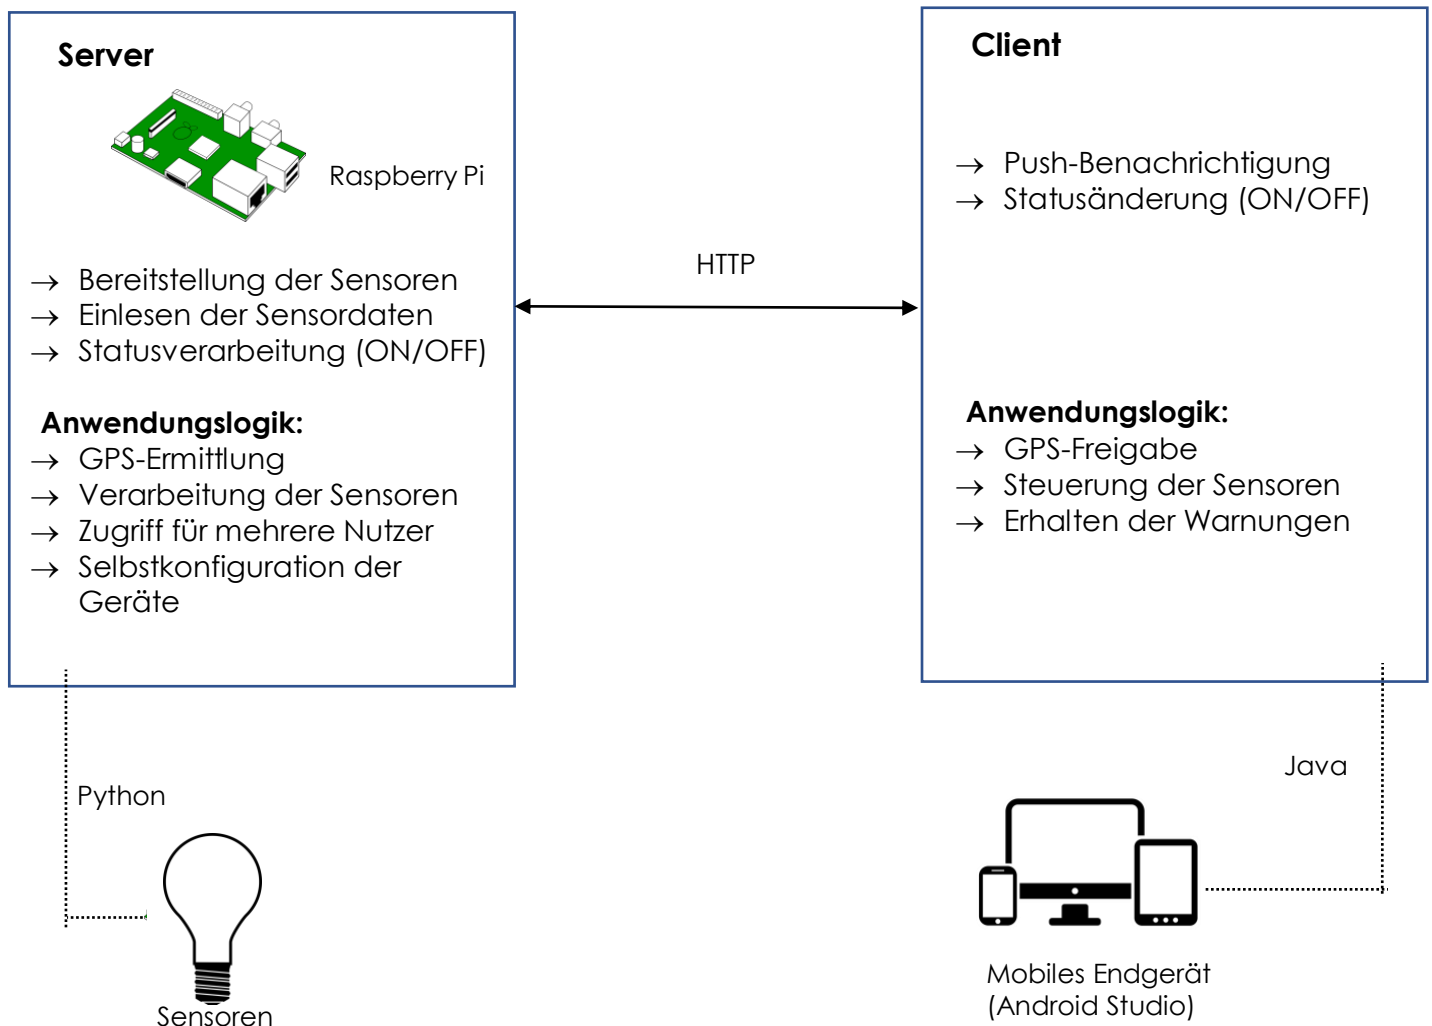 Server
Raspberry Pi
→ Bereitstellung der Sensoren
→ Einlesen der Sensordaten
→ Statusverarbeitung (ON/OFF)
Anwendungslogik:
→ GPS-Ermittlung
→ Verarbeitung der Sensoren
→ Zugriff für mehrere Nutzer
→ Selbstkonfiguration der
Geräte
Python
Sensoren
HTTP
Client
→ Push-Benachrichtigung
→ Statusänderung (ON/OFF)
Anwendungslogik:
→ GPS-Freigabe
→ Steuerung der Sensoren
→ Erhalten der Warnungen
Java
Mobiles Endgerät
(Android Studio)